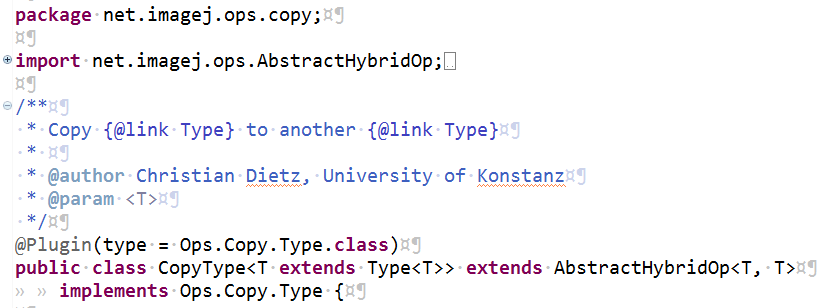 package net.imagej.ops.copy;¤¶
¤¶
import net.imagej.ops.AbstractHybridOp;
¤¶
/**¤¶
 * Copy {@link Type} to another {@link Type}¤¶
 * ¤¶
 * @author Christian Dietz, University of Konstanz¤¶
 * @param <T>¤¶
 */¤¶
@Plugin(type = Ops.Copy.Type.class)¤¶
public class CopyType<T extends Type<T>> extends AbstractHybridOp<T, T>¤¶
» » implements Ops.Copy.Type {¤¶